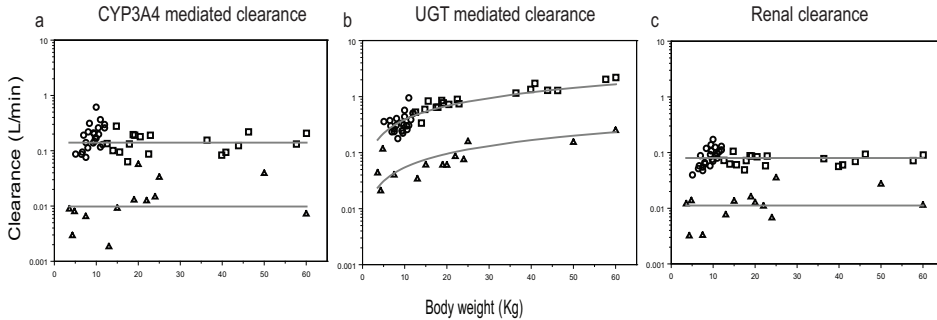 CYP3A4 mediated clearance
UGT mediated clearance
Renal clearance
a
b
c
Clearance (L/min)
10
1
0.1
0.01
0.001
0 10 20 30 40 50 60
10
1
0.1
0.01
0.001
0 10 20 30 40 50 60
10
1
0.1
0.01
0.001
0 10 20 30 40 50 60
Body weight (Kg)